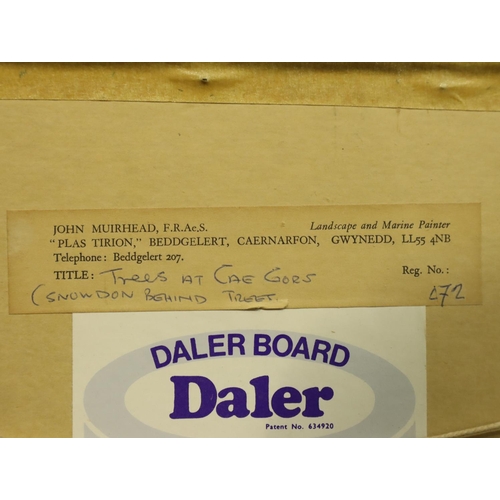 JOHN MUIRHEAD, F.R.Ae.S. Landscape and Marine Painter
"PLAS TIRION," BEDDGELERT, CAERNARFON, GWYNEDD, LL55 4NB
Telephone: Beddgelert 207.
TITLE: TREES AT CAE GORS Reg. No.:
(SNOWDON BEHIND TREES. 672
DALER BOARD
Daler
Patent No. 634920